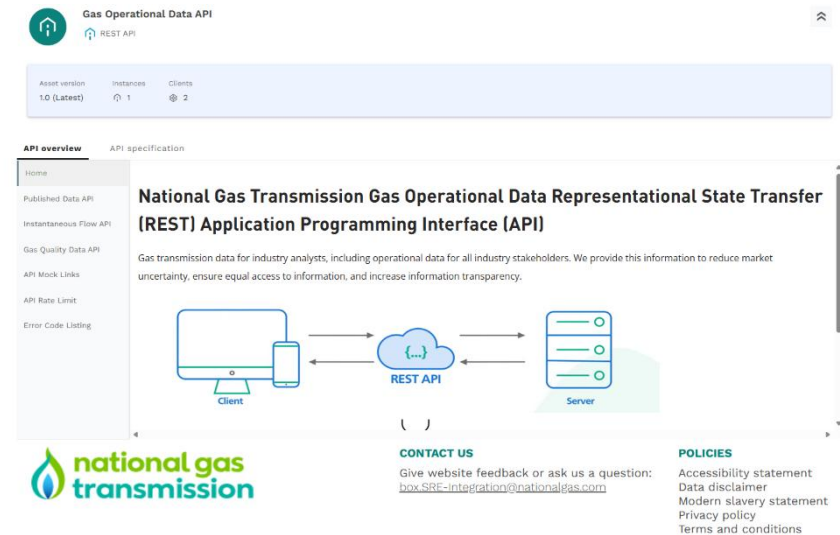 Gas Operational Data API
REST API
Asset version
Instances
Clients
1.0 (Latest)
1
2
API overview
API specification
Home
Published Data API
Instantaneous Flow API
Gas Quality Data API
API Mock Links
API Rate Limit
Error Code Listing
National Gas Transmission Gas Operational Data Representational State Transfer
(REST) Application Programming Interface (API)
Gas transmission data for industry analysts, including operational data for all industry stakeholders. We provide this information to reduce market
uncertainty, ensure equal access to information, and increase information transparency.
{...}
REST API
Client
Server
national gas
transmission
CONTACT US
Give website feedback or ask us a question:
box.SRE-Integration@nationalgas.com
POLICIES
Accessibility statement
Data disclaimer
Modern slavery statement
Privacy policy
Terms and conditions